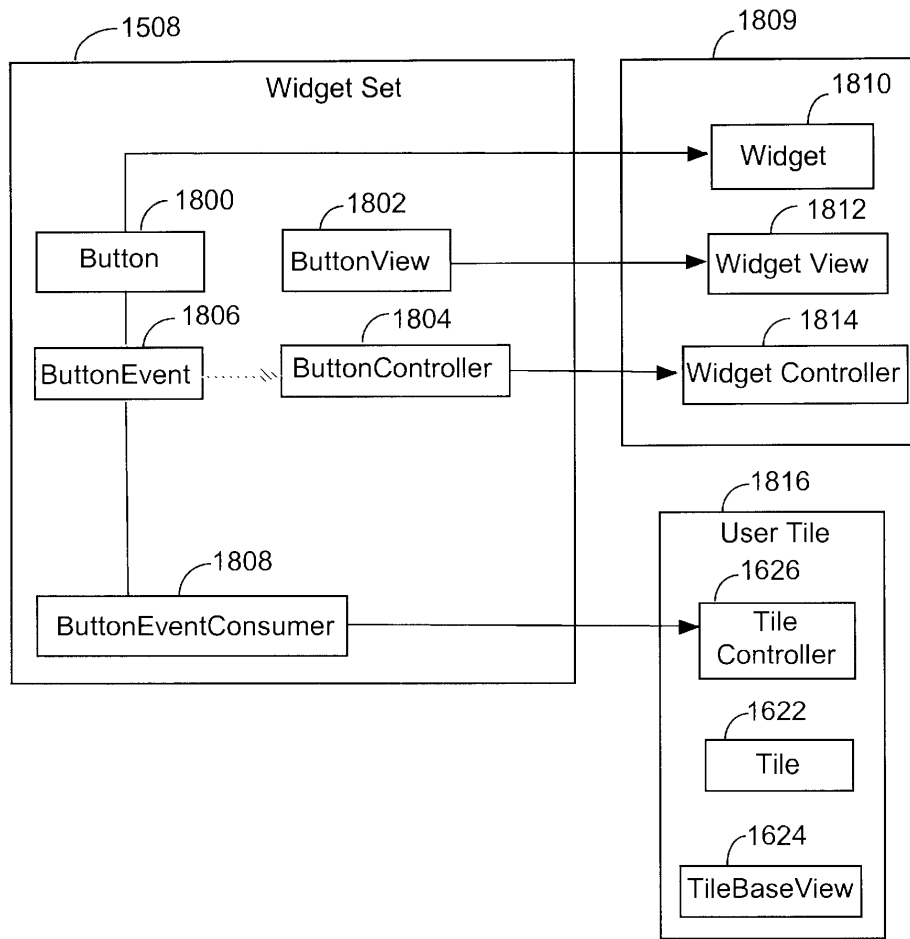 1508
Widget Set
1800
Button
1802
ButtonView
1806
ButtonEvent
1804
ButtonController
1808
ButtonEventConsumer
1809
1810
Widget
1812
Widget View
1814
Widget Controller
1816
User Tile
1626
Tile
Controller
1622
Tile
1624
TileBaseView